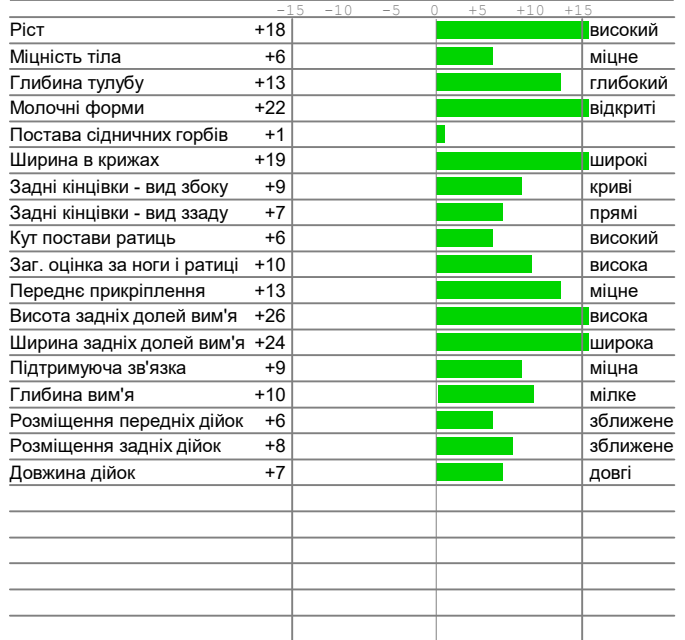 -15 -10 -5 0 +5 +10 +15
Ріст +18 високий
Міцність тіла +6 міцне
Глибина тулубу +13 глибокий
Молочні форми +22 відкриті
Постава сідничних горбів +1
Ширина в крижах +19 широкі
Задні кінцівки - вид збоку +9 криві
Задні кінцівки - вид ззаду +7 прямі
Кут постави ратиць +6 високий
Заг. оцінка за ноги і ратиці +10 висока
Переднє прикріплення +13 міцне
Висота задніх долей вим'я +26 висока
Ширина задніх долей вим'я +24 широка
Підтримуюча зв'язка +9 міцна
Глибина вим'я +10 мілке
Розміщення передніх дійок +6 зближене
Розміщення задніх дійок +8 зближене
Довжина дійок +7 довгі